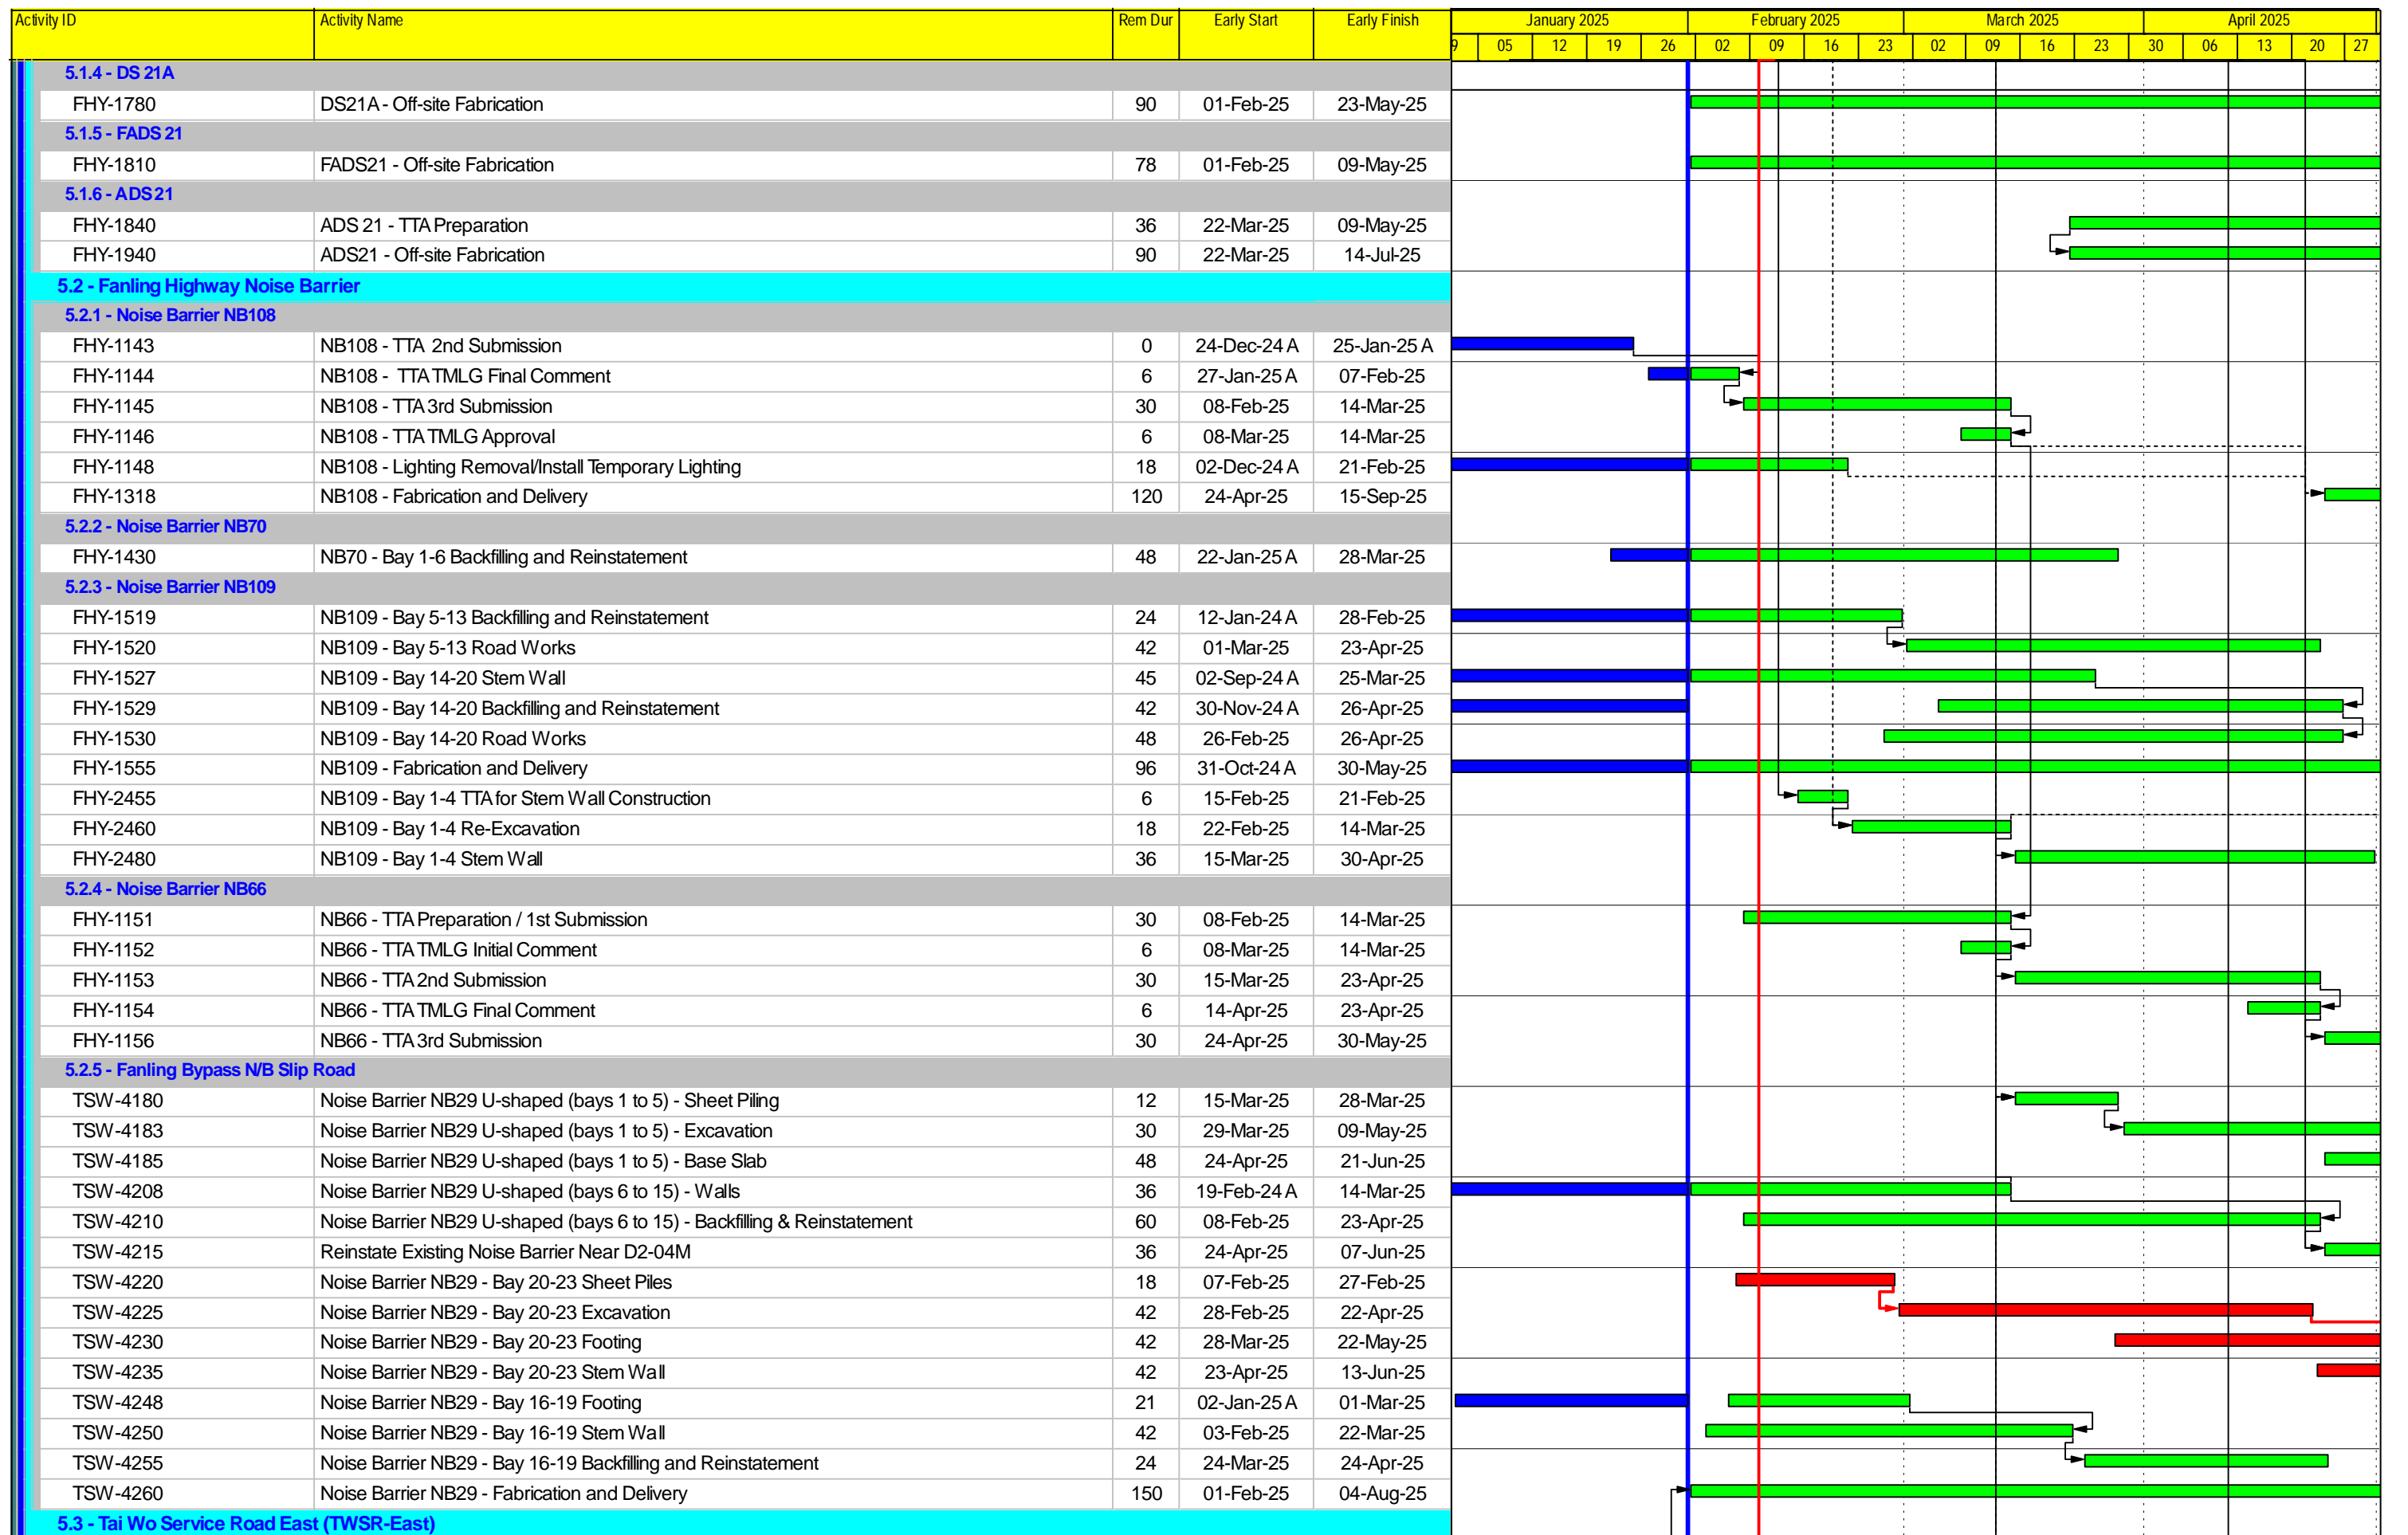 Activity ID Activity Name Rem Dur Early Start Early Finish January 2025 February 2025 March 2025 April 2025
9 05 12 19 26 02 09 16 23 02 09 16 23 30 06 13 20 27
5.1.4 - DS 21A
FHY-1780 DS21A - Off-site Fabrication 90 01-Feb-25 23-May-25
5.1.5 - FADS 21
FHY-1810 FADS21 - Off-site Fabrication 78 01-Feb-25 09-May-25
5.1.6 - ADS 21
FHY-1840 ADS 21 - TTA Preparation 36 22-Mar-25 09-May-25
FHY-1940 ADS21 - Off-site Fabrication 90 22-Mar-25 14-Jul-25
5.2 - Fanling Highway Noise Barrier
5.2.1 - Noise Barrier NB108
FHY-1143 NB108 - TTA 2nd Submission 0 24-Dec-24 A 25-Jan-25 A
FHY-1144 NB108 - TTA TMLG Final Comment 6 27-Jan-25 A 07-Feb-25
FHY-1145 NB108 - TTA 3rd Submission 30 08-Feb-25 14-Mar-25
FHY-1146 NB108 - TTA TMLG Approval 6 08-Mar-25 14-Mar-25
FHY-1148 NB108 - Lighting Removal/Install Temporary Lighting 18 02-Dec-24 A 21-Feb-25
FHY-1318 NB108 - Fabrication and Delivery 120 24-Apr-25 15-Sep-25
5.2.2 - Noise Barrier NB70
FHY-1430 NB70 - Bay 1-6 Backfilling and Reinstatement 48 22-Jan-25 A 28-Mar-25
5.2.3 - Noise Barrier NB109
FHY-1519 NB109 - Bay 5-13 Backfilling and Reinstatement 24 12-Jan-24 A 28-Feb-25
FHY-1520 NB109 - Bay 5-13 Road Works 42 01-Mar-25 23-Apr-25
FHY-1527 NB109 - Bay 14-20 Stem Wall 45 02-Sep-24 A 25-Mar-25
FHY-1529 NB109 - Bay 14-20 Backfilling and Reinstatement 42 30-Nov-24 A 26-Apr-25
FHY-1530 NB109 - Bay 14-20 Road Works 48 26-Feb-25 26-Apr-25
FHY-1555 NB109 - Fabrication and Delivery 96 31-Oct-24 A 30-May-25
FHY-2455 NB109 - Bay 1-4 TTA for Stem Wall Construction 6 15-Feb-25 21-Feb-25
FHY-2460 NB109 - Bay 1-4 Re-Excavation 18 22-Feb-25 14-Mar-25
FHY-2480 NB109 - Bay 1-4 Stem Wall 36 15-Mar-25 30-Apr-25
5.2.4 - Noise Barrier NB66
FHY-1151 NB66 - TTA Preparation / 1st Submission 30 08-Feb-25 14-Mar-25
FHY-1152 NB66 - TTA TMLG Initial Comment 6 08-Mar-25 14-Mar-25
FHY-1153 NB66 - TTA 2nd Submission 30 15-Mar-25 23-Apr-25
FHY-1154 NB66 - TTA TMLG Final Comment 6 14-Apr-25 23-Apr-25
FHY-1156 NB66 - TTA 3rd Submission 30 24-Apr-25 30-May-25
5.2.5 - Fanling Bypass N/B Slip Road
TSW-4180 Noise Barrier NB29 U-shaped (bays 1 to 5) - Sheet Piling 12 15-Mar-25 28-Mar-25
TSW-4183 Noise Barrier NB29 U-shaped (bays 1 to 5) - Excavation 30 29-Mar-25 09-May-25
TSW-4185 Noise Barrier NB29 U-shaped (bays 1 to 5) - Base Slab 48 24-Apr-25 21-Jun-25
TSW-4208 Noise Barrier NB29 U-shaped (bays 6 to 15) - Walls 36 19-Feb-24 A 14-Mar-25
TSW-4210 Noise Barrier NB29 U-shaped (bays 6 to 15) - Backfilling & Reinstatement 60 08-Feb-25 23-Apr-25
TSW-4215 Reinstate Existing Noise Barrier Near D2-04M 36 24-Apr-25 07-Jun-25
TSW-4220 Noise Barrier NB29 - Bay 20-23 Sheet Piles 18 07-Feb-25 27-Feb-25
TSW-4225 Noise Barrier NB29 - Bay 20-23 Excavation 42 28-Feb-25 22-Apr-25
TSW-4230 Noise Barrier NB29 - Bay 20-23 Footing 42 28-Mar-25 22-May-25
TSW-4235 Noise Barrier NB29 - Bay 20-23 Stem Wall 42 23-Apr-25 13-Jun-25
TSW-4248 Noise Barrier NB29 - Bay 16-19 Footing 21 02-Jan-25 A 01-Mar-25
TSW-4250 Noise Barrier NB29 - Bay 16-19 Stem Wall 42 03-Feb-25 22-Mar-25
TSW-4255 Noise Barrier NB29 - Bay 16-19 Backfilling and Reinstatement 24 24-Mar-25 24-Apr-25
TSW-4260 Noise Barrier NB29 - Fabrication and Delivery 150 01-Feb-25 04-Aug-25
5.3 - Tai Wo Service Road East (TWSR-East)